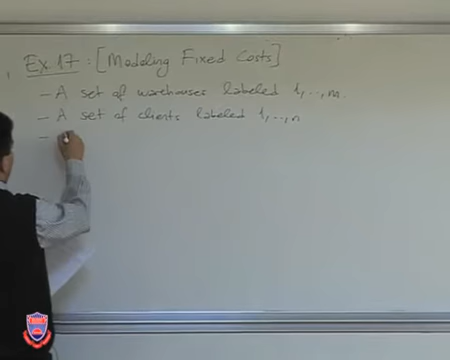 Ex.17 : [Modeling Fixed Costs]
- A set of warehouses labeled 1,..,m.
- A set of clients labeled 1,..,n
-